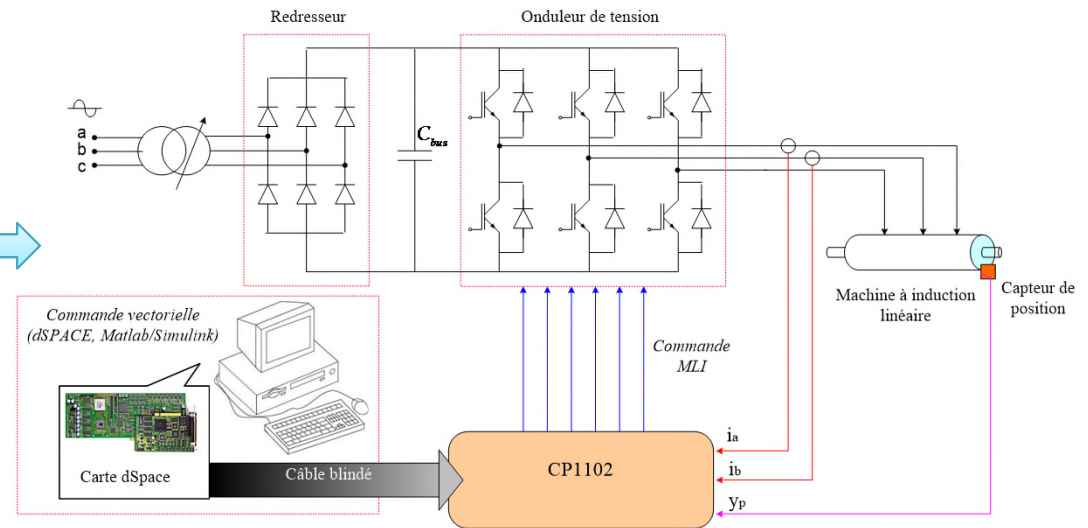 Redresseur
Onduleur de tension
a
b
c
C bus
Machine à induction
linéaire
Capteur de
position
Commande vectorielle
(dSPACE, Matlab/Simulink)
Commande
MLI
Carte dSpace
Câble blindé
CP1102
ia
ib
yp